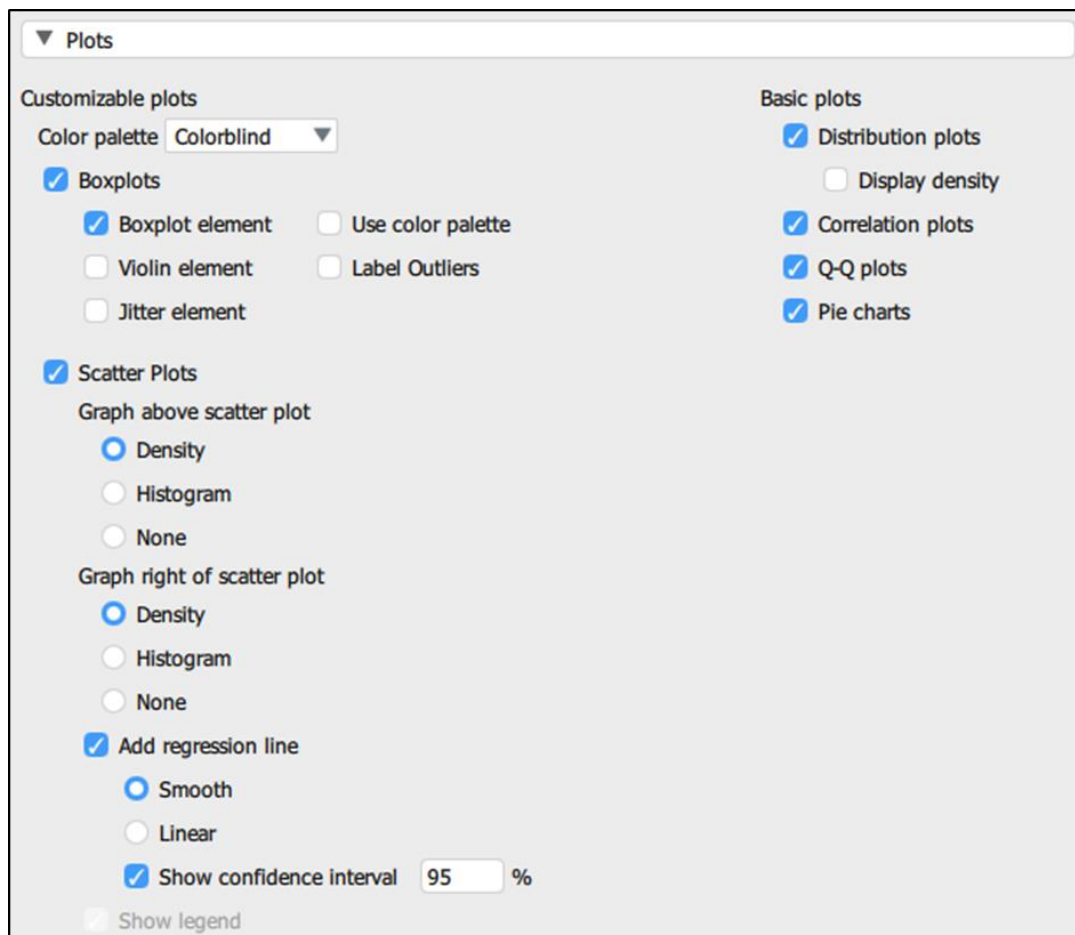 Plots
Customizable plots
Basic plots
Color palette Colorblind
Distribution plots
Boxplots
Display density
Boxplot element Use color palette
Correlation plots
Violin element Label Outliers
Q-Q plots
Jitter element
Pie charts
Scatter Plots
Graph above scatter plot
Density
Histogram
None
Graph right of scatter plot
Density
Histogram
None
Add regression line
Smooth
Linear
Show confidence interval 95 %
Show legend